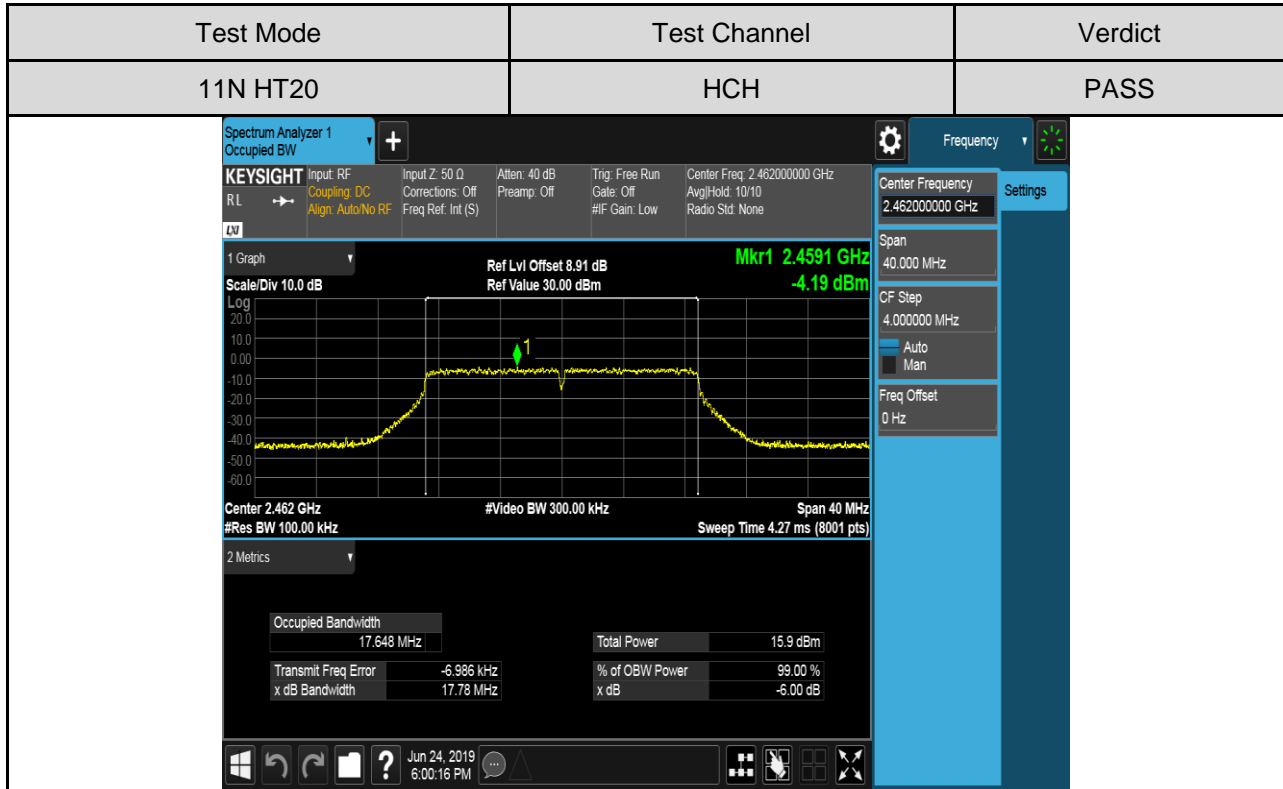 Test Mode Test Channel Verdict
11N HT20 HCH PASS
Spectrum Analyzer 1
Occupied BW
+
Frequency
KEYSIGHT Input: RF Input Z: 50 Ω Atten: 40 dB Trig: Free Run Center Freq: 2.462000000 GHz
RL Coupling: DC Corrections: Off Preamp: Off Gate: Off Avg|Hold: 10/10
Align: Auto/No RF Freq Ref: Int (S) #IF Gain: Low Radio Std: None
LXI
Center Frequency
2.462000000 GHz
Settings
Span
40.000 MHz
CF Step
4.000000 MHz
Auto
Man
Freq Offset
0 Hz
1 Graph
Ref Lvl Offset 8.91 dB
Mkr1 2.4591 GHz
Scale/Div 10.0 dB Ref Value 30.00 dBm -4.19 dBm
Log
20.0
10.0
0.00
-10.0
-20.0
-30.0
-40.0
-50.0
-60.0
1
Center 2.462 GHz #Video BW 300.00 kHz Span 40 MHz
#Res BW 100.00 kHz Sweep Time 4.27 ms (8001 pts)
2 Metrics
Occupied Bandwidth
17.648 MHz
Total Power 15.9 dBm
Transmit Freq Error -6.986 kHz % of OBW Power 99.00 %
x dB Bandwidth 17.78 MHz x dB -6.00 dB
?
Jun 24, 2019
6:00:16 PM